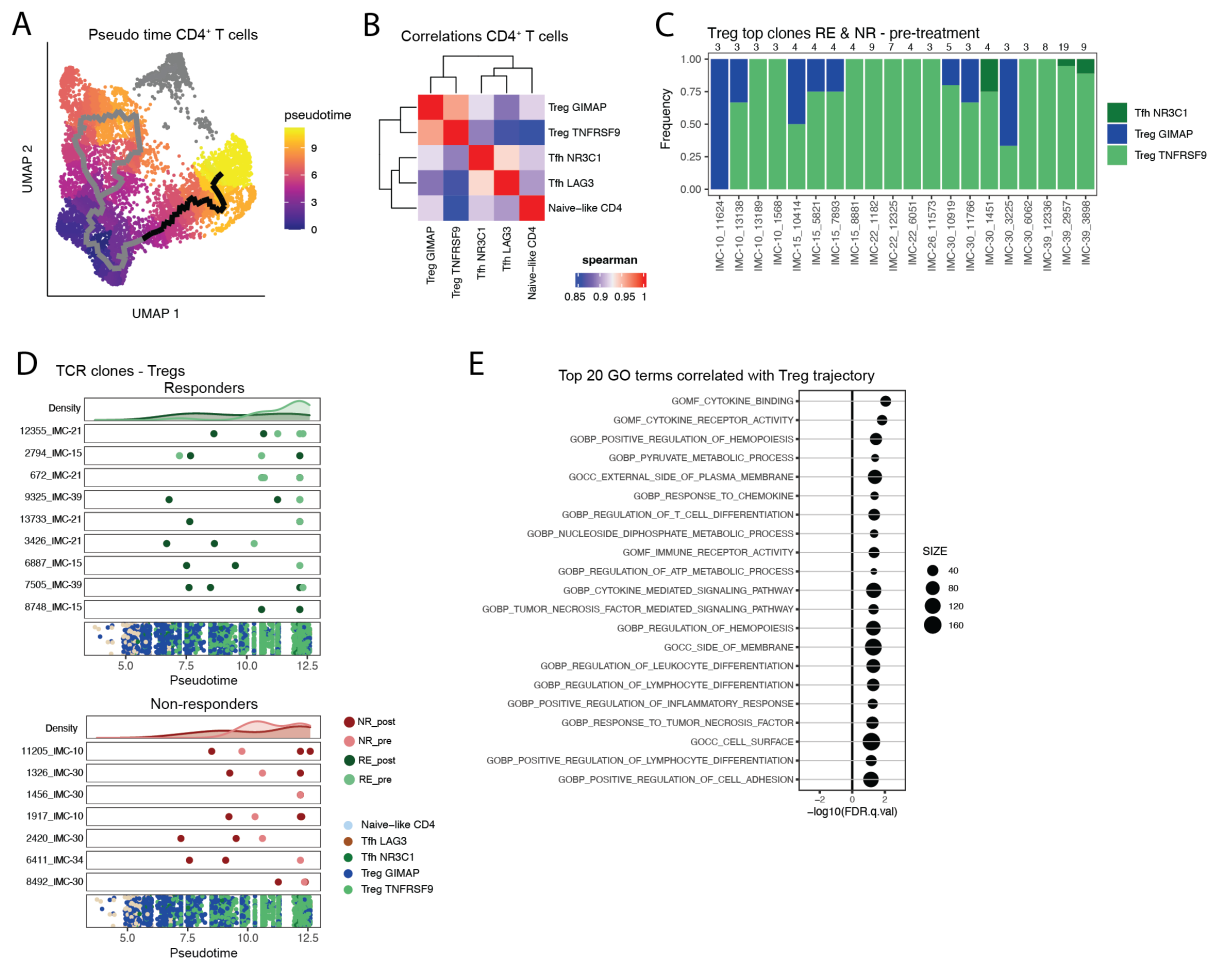 A
Pseudo time CD4+ T cells
UMAP 2
UMAP 1
pseudotime
9
6
3
0
B
Correlations CD4+ T cells
Treg GIMAP
Treg TNFRSF9
Tfh NR3C1
Tfh LAG3
Naive−like CD4
Treg GIMAP
Treg TNFRSF9
Tfh NR3C1
Tfh LAG3
Naive−like CD4
spearman
0.85 0.9 0.95 1
C
Treg top clones RE & NR - pre-treatment
3 3 3 3 4 4 4 4 9 7 4 3 5 3 4 3 3 8 19 9
Frequency
1.00
0.75
0.50
0.25
0.00
IMC-10_11624
IMC-10_13138
IMC-10_13189
IMC-10_1568
IMC-15_10414
IMC-15_5821
IMC-15_7893
IMC-15_8881
IMC-22_1182
IMC-22_12325
IMC-22_6051
IMC-26_11573
IMC-30_10919
IMC-30_11766
IMC-30_1451
IMC-30_3225
IMC-30_6062
IMC-39_12336
IMC-39_2957
IMC-39_3898
Tfh NR3C1
Treg GIMAP
Treg TNFRSF9
D
TCR clones - Tregs
Responders
Density
12355_IMC-21
2794_IMC-15
672_IMC-21
9325_IMC-39
13733_IMC-21
3426_IMC-21
6887_IMC-15
7505_IMC-39
8748_IMC-15
5.0 7.5 10.0 12.5
Pseudotime
Non-responders
Density
11205_IMC-10
1326_IMC-30
1456_IMC-30
1917_IMC-10
2420_IMC-30
6411_IMC-34
8492_IMC-30
5.0 7.5 10.0 12.5
Pseudotime
NR_post
NR_pre
RE_post
RE_pre
Naive−like CD4
Tfh LAG3
Tfh NR3C1
Treg GIMAP
Treg TNFRSF9
E
Top 20 GO terms correlated with Treg trajectory
GOMF_CYTOKINE_BINDING
GOMF_CYTOKINE_RECEPTOR_ACTIVITY
GOBP_POSITIVE_REGULATION_OF_HEMOPOIESIS
GOBP_PYRUVATE_METABOLIC_PROCESS
GOCC_EXTERNAL_SIDE_OF_PLASMA_MEMBRANE
GOBP_RESPONSE_TO_CHEMOKINE
GOBP_REGULATION_OF_T_CELL_DIFFERENTIATION
GOBP_NUCLEOSIDE_DIPHOSPHATE_METABOLIC_PROCESS
GOMF_IMMUNE_RECEPTOR_ACTIVITY
GOBP_REGULATION_OF_ATP_METABOLIC_PROCESS
GOBP_CYTOKINE_MEDIATED_SIGNALING_PATHWAY
GOBP_TUMOR_NECROSIS_FACTOR_MEDIATED_SIGNALING_PATHWAY
GOBP_REGULATION_OF_HEMOPOIESIS
GOCC_SIDE_OF_MEMBRANE
GOBP_REGULATION_OF_LEUKOCYTE_DIFFERENTIATION
GOBP_REGULATION_OF_LYMPHOCYTE_DIFFERENTIATION
GOBP_POSITIVE_REGULATION_OF_INFLAMMATORY_RESPONSE
GOBP_RESPONSE_TO_TUMOR_NECROSIS_FACTOR
GOCC_CELL_SURFACE
GOBP_POSITIVE_REGULATION_OF_LYMPHOCYTE_DIFFERENTIATION
GOBP_POSITIVE_REGULATION_OF_CELL_ADHESION
−2 0 2
−log10(FDR.q.val)
SIZE
40
80
120
160